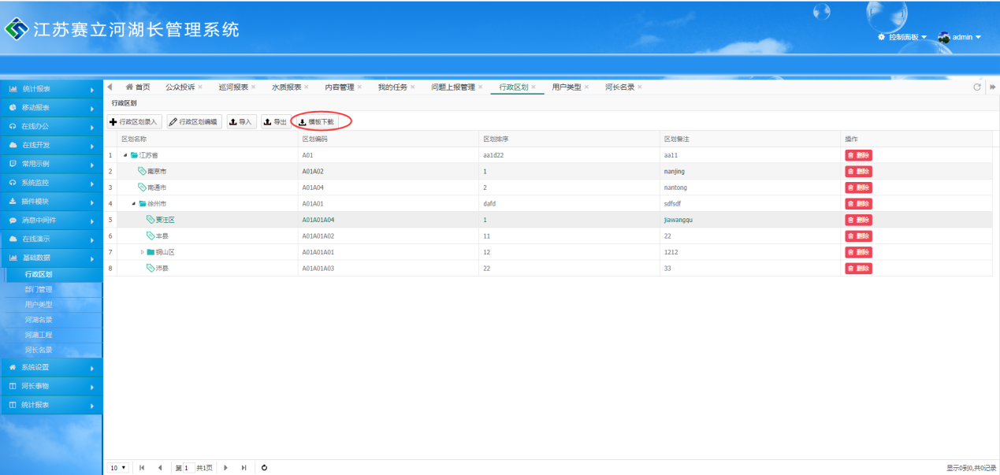 江苏赛立河湖长管理系统
控制面板 admin
统计报表
移动报表
在线办公
在线开发
常用示例
系统监控
插件模块
消息中间件
在线演示
基础数据
行政区划
部门管理
用户类型
河湖名录
河湖工程
河长名录
系统设置
河长事物
统计报表
首页 公众投诉 巡河报表 水质报表 内容管理 我的任务 问题上报管理 行政区划 用户类型 河长名录
行政区划
行政区划录入 行政区划编辑 导入 导出 模板下载
区划名称 区划编码 区划排序 区划备注 操作
1 江苏省 A01 aa1d22 aa11 删除
2 南京市 A01A02 1 nanjing 删除
3 南通市 A01A04 2 nantong 删除
4 徐州市 A01A01 dafd sdfsdf 删除
5 贾汪区 A01A01A04 1 jiawangqu 删除
6 丰县 A01A01A02 11 22 删除
7 铜山区 A01A01A01 12 1212 删除
8 沛县 A01A01A03 22 33 删除
10 第 1 共1页 显示0到0,共0记录